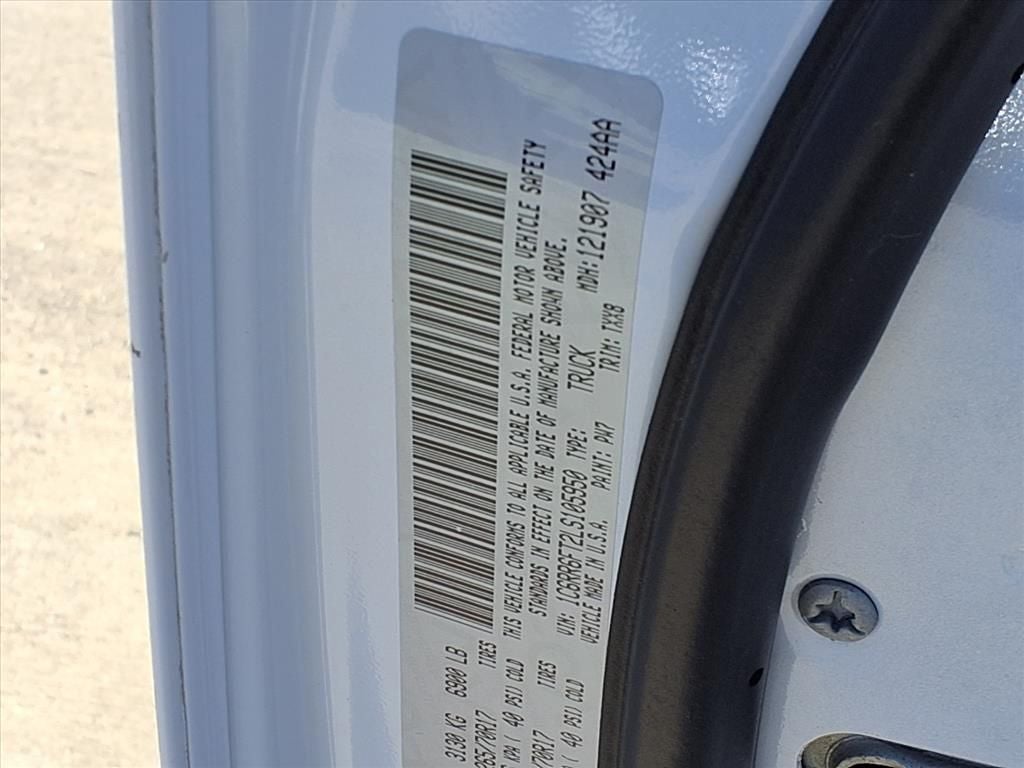 3130 KG 6900 LB
265/70R17 TIRES
KPA ( 40 PSI) COLD
70R17 TIRES
( 40 PSI) COLD
THIS VEHICLE CONFORMS TO ALL APPLICABLE U.S.A. FEDERAL MOTOR VEHICLE SAFETY
STANDARDS IN EFFECT ON THE DATE OF MANUFACTURE SHOWN ABOVE.
VIN: 1C6RR6FT2LS105950 TYPE: TRUCK MDH: 121907 424AA
VEHICLE MADE IN U.S.A. PAINT: PW7 TRIM: TXX8